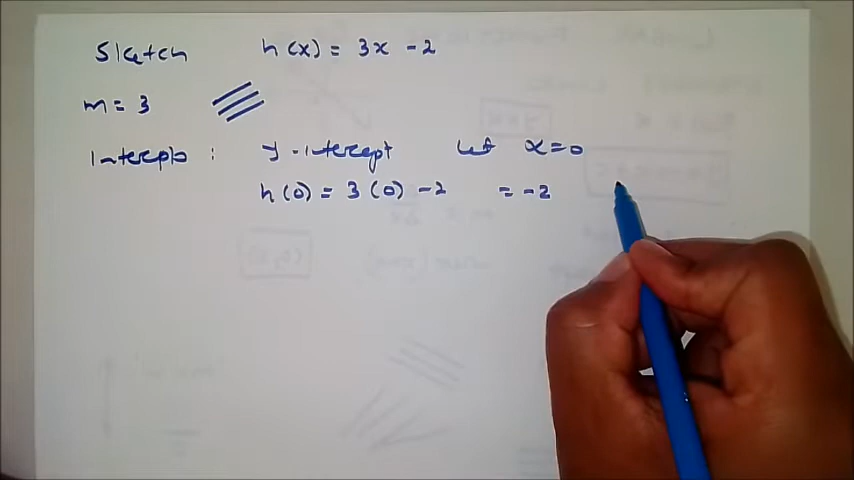 Sketch h(x) = 3x - 2
m = 3
Intercepts : y-intercept let x = 0
h(0) = 3(0) - 2 = -2